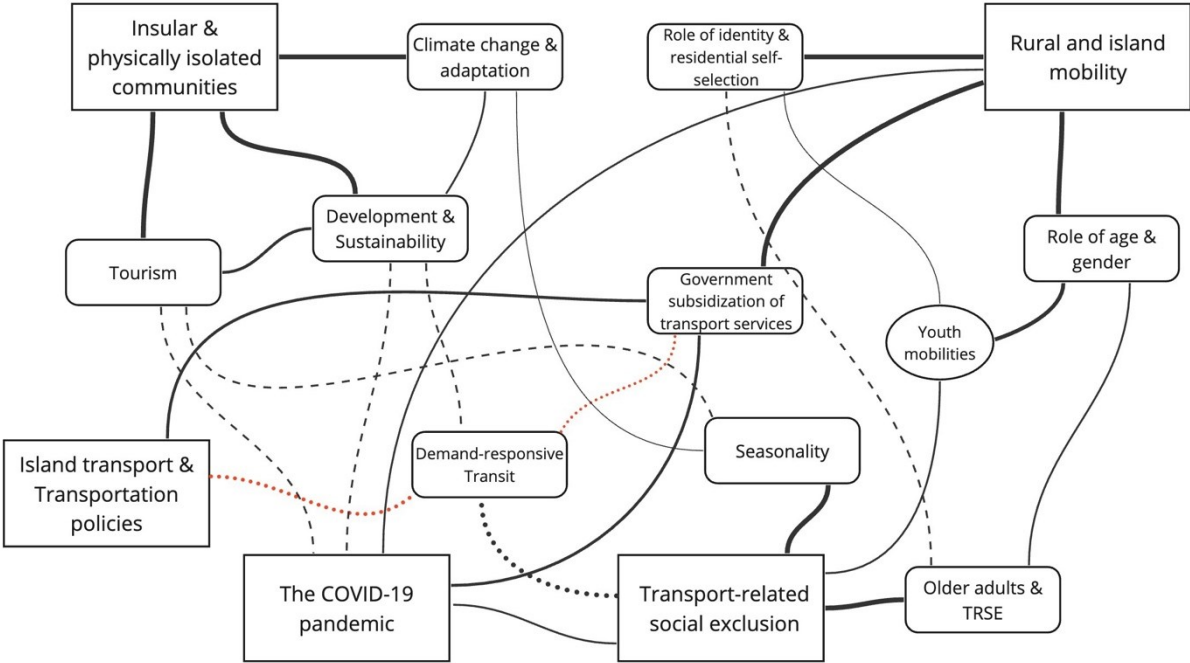 Insular &
physically isolated
communities
Climate change &
adaptation
Role of identity &
residential self-
selection
Rural and island
mobility
Development &
Sustainability
Tourism
Role of age &
gender
Government
subsidization of
transport services
Youth
mobilities
Island transport &
Transportation
policies
Demand-responsive
Transit
Seasonality
The COVID-19
pandemic
Transport-related
social exclusion
Older adults &
TRSE